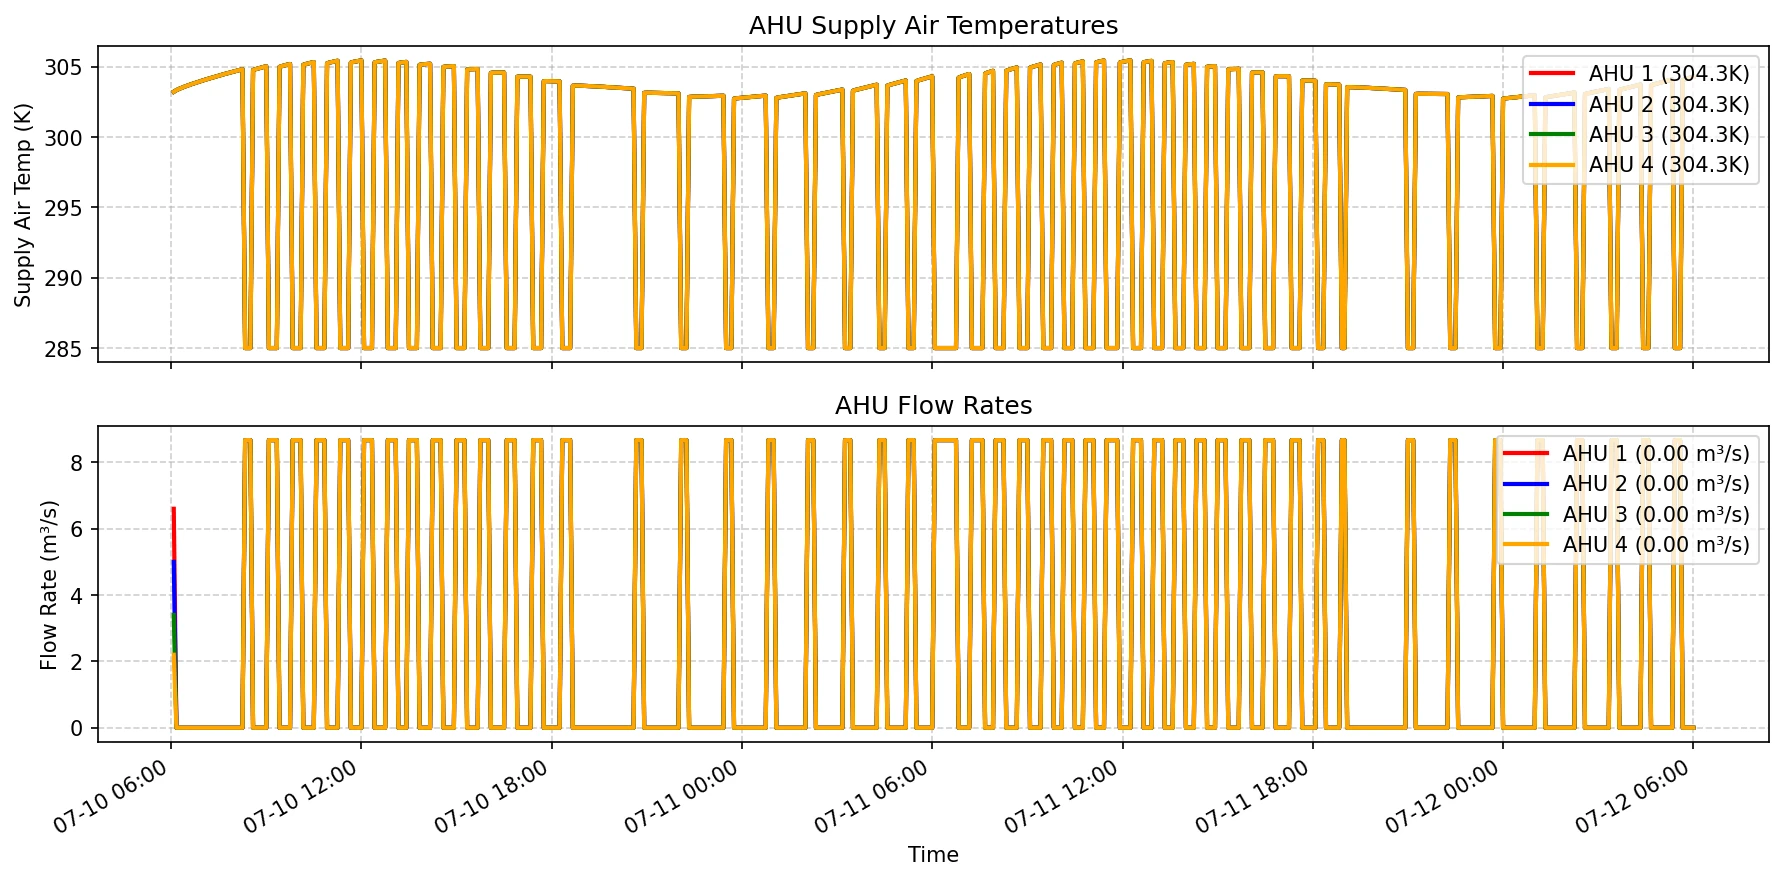 AHU Supply Air Temperatures
Supply Air Temp (K)
305
300
295
290
285
AHU 1 (304.3K)
AHU 2 (304.3K)
AHU 3 (304.3K)
AHU 4 (304.3K)
AHU Flow Rates
Flow Rate (m³/s)
8
6
4
2
0
AHU 1 (0.00 m³/s)
AHU 2 (0.00 m³/s)
AHU 3 (0.00 m³/s)
AHU 4 (0.00 m³/s)
07-10 06:00
07-10 12:00
07-10 18:00
07-11 00:00
07-11 06:00
07-11 12:00
07-11 18:00
07-12 00:00
07-12 06:00
Time